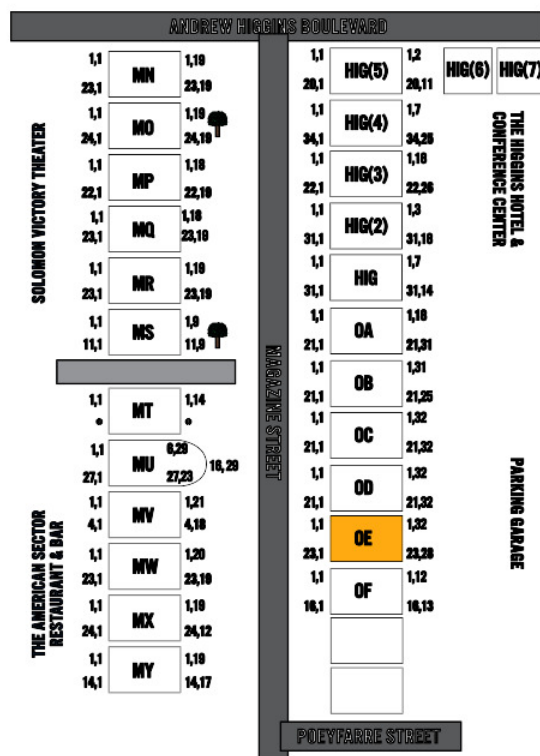 ANDREW HIGGINS BOULEVARD
SOLOMON VICTORY THEATER
1,1 MN 1,19
23,1 23,19
1,1 MO 1,19
24,1 24,19
1,1 MP 1,18
22,1 22,19
1,1 MQ 1,18
23,1 23,19
1,1 MR 1,19
23,1 23,19
1,1 MS 1,9
11,1 11,9
THE AMERICAN SECTOR
RESTAURANT & BAR
1,1 MT 1,14
1,1 MU 6,29
16,29
27,1 27,23
1,1 MV 1,21
4,1 4,18
1,1 MW 1,20
23,1 23,19
1,1 MX 1,19
24,1 24,12
1,1 MY 1,19
14,1 14,17
MAGAZINE STREET
1,1 HIG(5) 1,2
20,1 20,11
HIG(6)
HIG(7)
1,1 HIG(4) 1,7
34,1 34,25
1,1 HIG(3) 1,18
22,1 22,26
1,1 HIG(2) 1,3
31,1 31,16
1,1 HIG 1,7
31,1 31,14
1,1 OA 1,18
21,1 21,31
1,1 OB 1,31
21,1 21,25
1,1 OC 1,32
21,1 21,32
1,1 OD 1,32
21,1 21,32
1,1 OE 1,32
23,1 23,28
1,1 OF 1,12
16,1 16,13
THE HIGGINS HOTEL &
CONFERENCE CENTER
PARKING GARAGE
POEYFARRE STREET